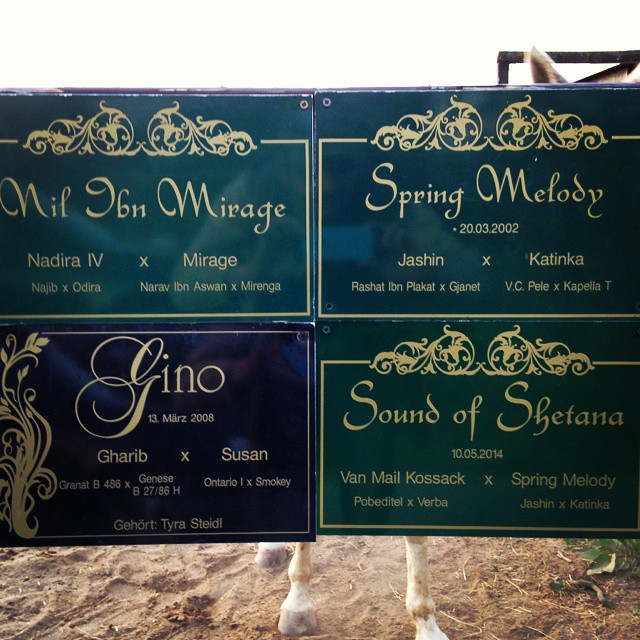 Nil Ibn Mirage
Nadira IV x Mirage
Najib x Odira Narav Ibn Aswan x Mirenga
Spring Melody
* 20.03.2002
Jashin x Katinka
Rashat Ibn Plakat x Gjanet V.C. Pele x Kapella T
Gino
13. März 2008
Gharib x Susan
Granat B 486 x Genese B 27/86 H Ontario I x Smokey
Gehört: Tyra Steidl
Sound of Shetana
10.05.2014
Van Mail Kossack x Spring Melody
Pobeditel x Verba Jashin x Katinka